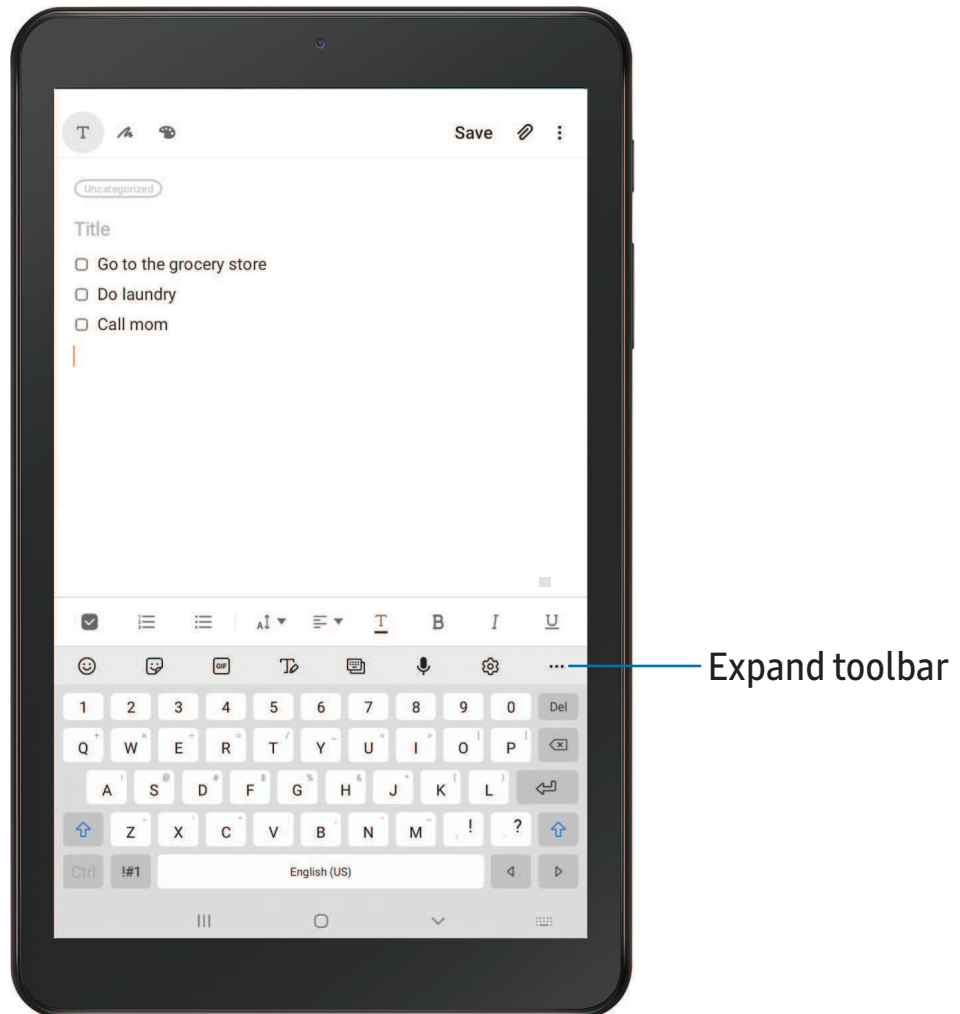 T Save
Uncategorized
Title
Go to the grocery store
Do laundry
Call mom
A T B I U
GIF T
Expand toolbar
1 2 3 4 5 6 7 8 9 0 Del
Q + W × E ÷ R = T / Y _ U < I > O [ P ]
A ! S @ D # F $ G % H & J * K ( L )
Z - X ' C " V : B ; N M , ! . ?
Ctrl !#1 English (US)